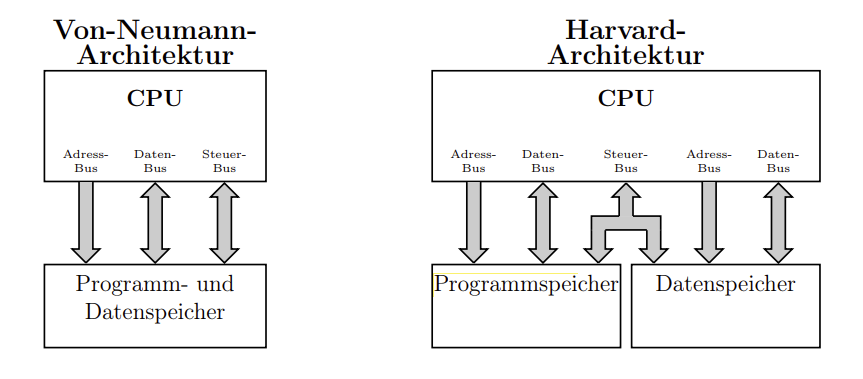 Von-Neumann-
Architektur
CPU
Adress-
Bus
Daten-
Bus
Steuer-
Bus
Programm- und
Datenspeicher
Harvard-
Architektur
CPU
Adress-
Bus
Daten-
Bus
Steuer-
Bus
Adress-
Bus
Daten-
Bus
Programmspeicher
Datenspeicher